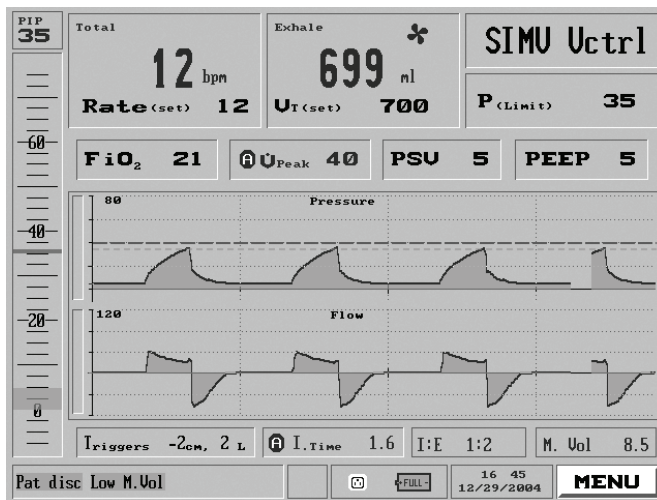 PIP
35
Total
12 bpm
Rate (set) 12
Exhale
699 ml
VT (set) 700
SIMV Vctrl
P (Limit) 35
60
40
20
0
FiO2 21
A V̇Peak 40
PSV 5
PEEP 5
80
Pressure
120
Flow
Triggers -2cm, 2 L
A I.Time 1.6
I:E 1:2
M. Vol 8.5
Pat disc Low M.Vol
FULL
16 45
12/29/2004
MENU